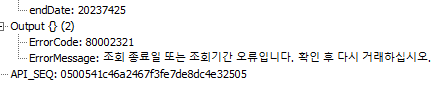 endDate: 20237425
Output {} (2)
ErrorCode: 80002321
ErrorMessage: 조회 종료일 또는 조회기간 오류입니다. 확인 후 다시 거래하십시오.
API_SEQ: 0500541c46a2467f3fe7de8dc4e32505